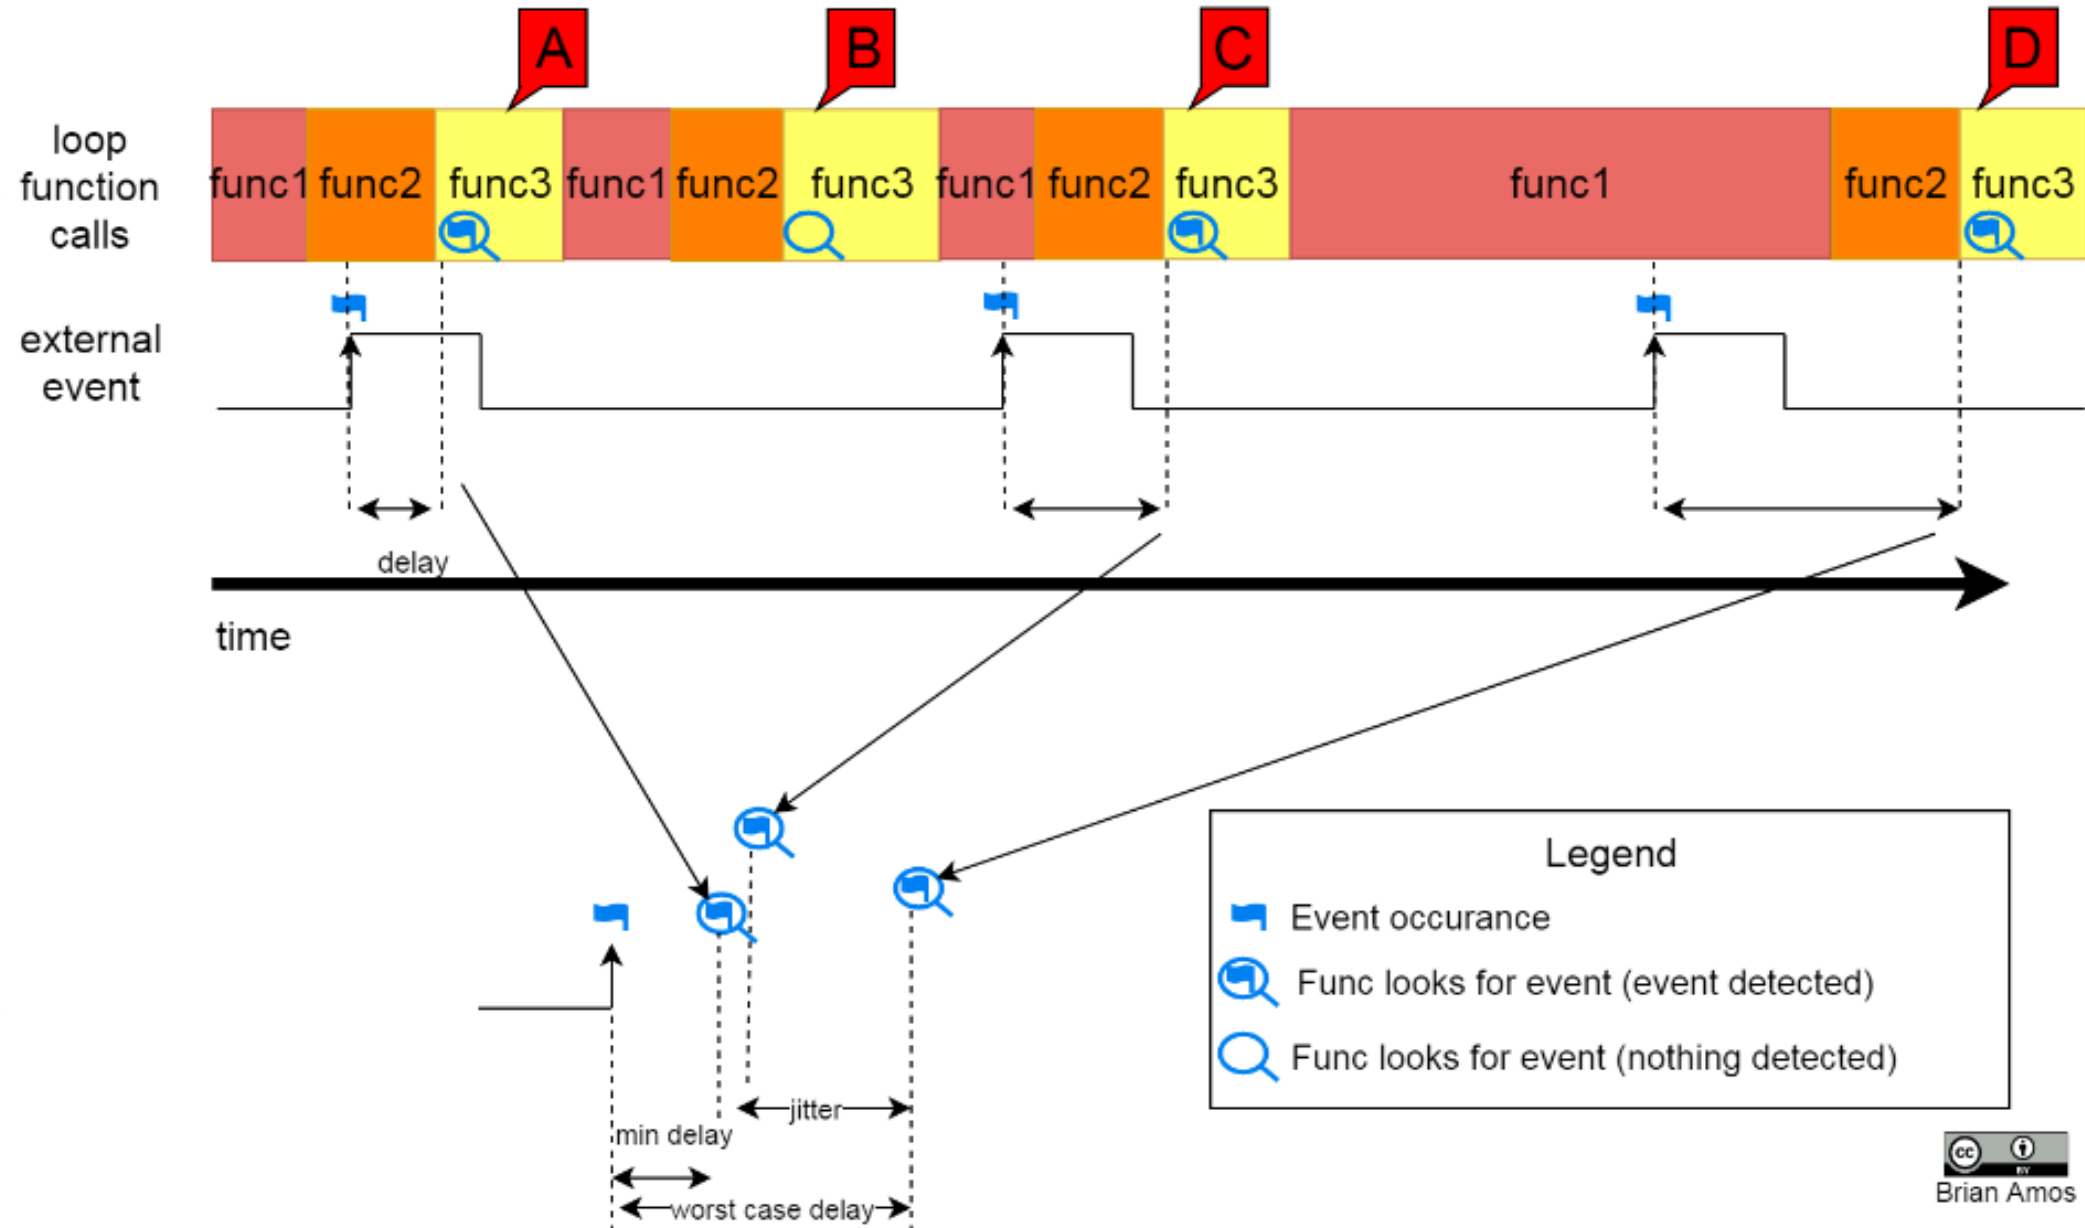 A
B
C
D
loop
function
calls
func1 func2 func3 func1 func2 func3 func1 func2 func3 func1 func2 func3
external
event
delay
time
jitter
min delay
worst case delay
Legend
Event occurance
Func looks for event (event detected)
Func looks for event (nothing detected)
cc
BY
Brian Amos